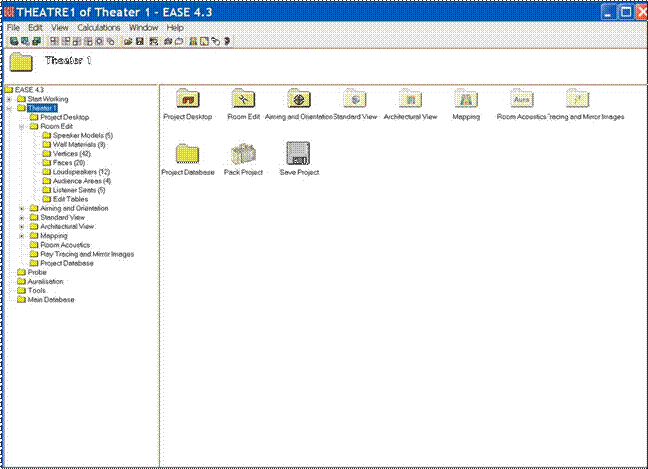 THEATRE1 of Theater 1 - EASE 4.3
File Edit View Calculations Window Help
Theater 1
EASE 4.3
Start Working
Theater 1
Project Desktop
Room Edit
Speaker Models (5)
Wall Materials (9)
Vertices (42)
Faces (20)
Loudspeakers (12)
Audience Areas (4)
Listener Seats (5)
Edit Tables
Aiming and Orientation
Standard View
Architectural View
Mapping
Room Acoustics
Ray Tracing and Mirror Images
Project Database
Probe
Auralisation
Tools
Main Database
Aura
Project Desktop Room Edit Aiming and Orientation Standard View Architectural View Mapping Room Acoustics Tracing and Mirror Images
Project Database Pack Project Save Project